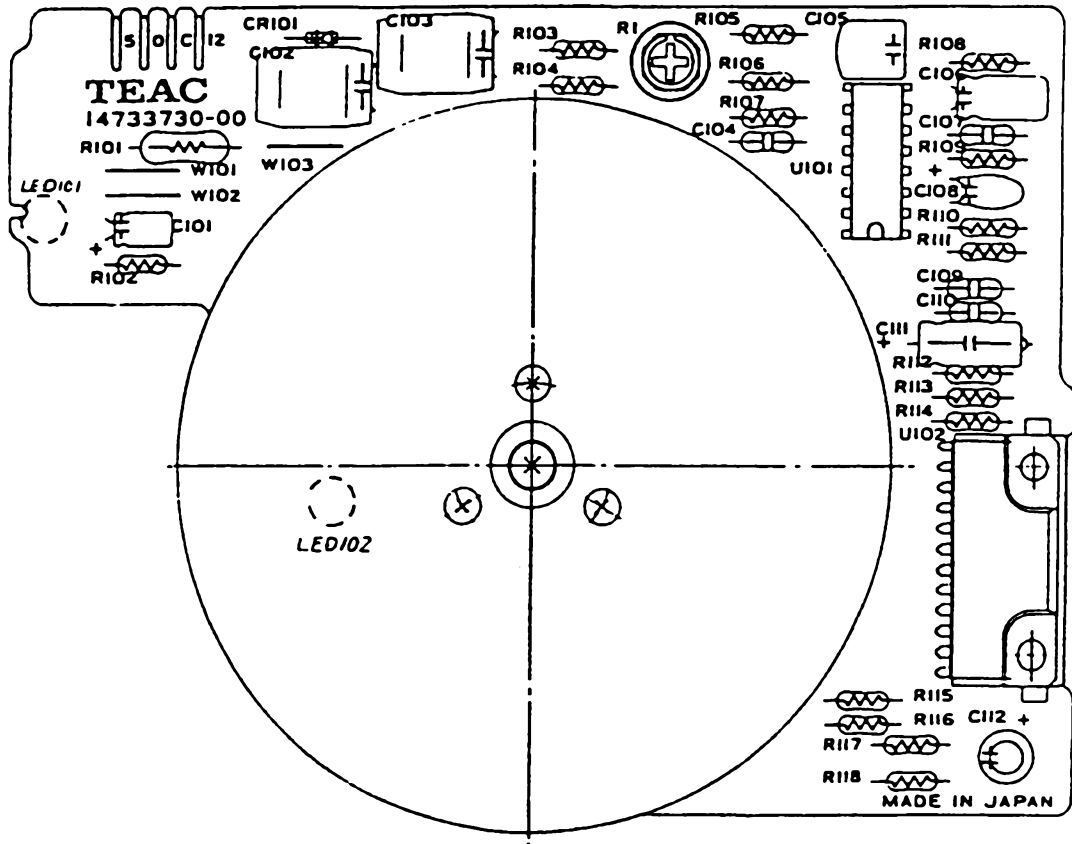 5 0 C 12
TEAC
14733730-00
R101
W101
W102
LED101
C101
+
R102
CR101
C102
C103
W103
R103
R104
R1
R105
R106
R107
C104
C105
U101
R108
C106
C107
R109
+
C108
R110
R111
C109
C110
C111
+
R112
R113
R114
U102
LED102
R115
R116
C112 +
R117
R118
MADE IN JAPAN